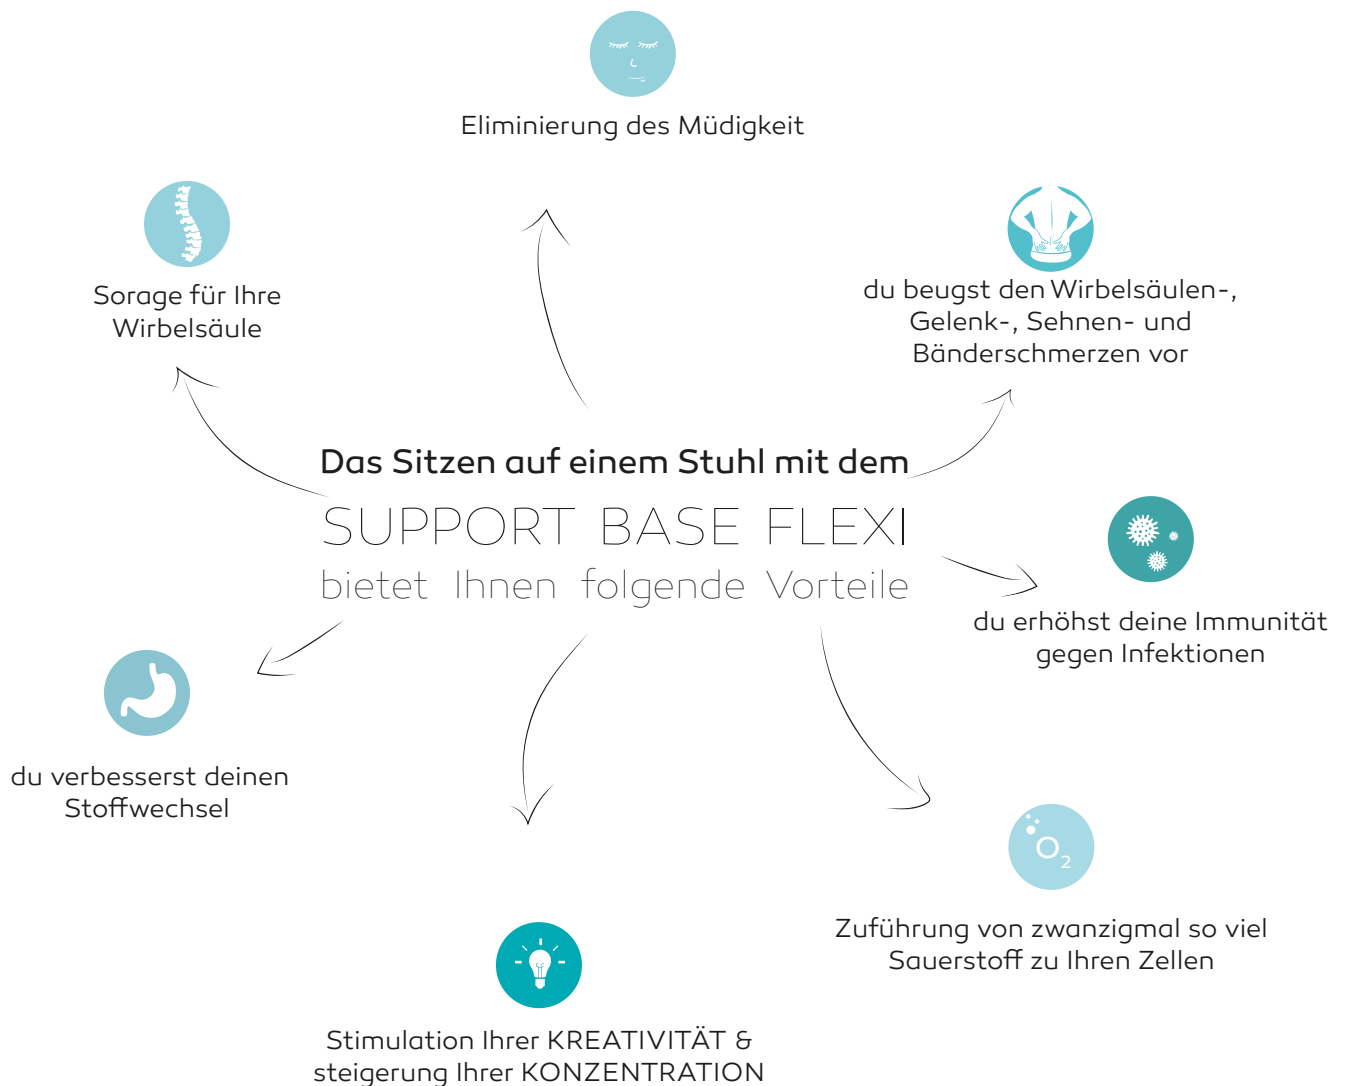 Eliminierung des Müdigkeit
Sorage für Ihre
Wirbelsäule
du beugst den Wirbelsäulen-,
Gelenk-, Sehnen- und
Bänderschmerzen vor
Das Sitzen auf einem Stuhl mit dem
SUPPORT BASE FLEXI
bietet Ihnen folgende Vorteile
du erhöhst deine Immunität
gegen Infektionen
du verbesserst deinen
Stoffwechsel
O2
Zuführung von zwanzigmal so viel
Sauerstoff zu Ihren Zellen
Stimulation Ihrer KREATIVITÄT &
steigerung Ihrer KONZENTRATION